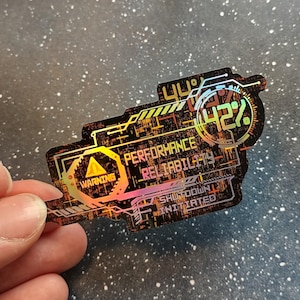 44°
42%
PERFORMANCE
RELIABILITY
WARNING
SHUTDOWN
INITIATED